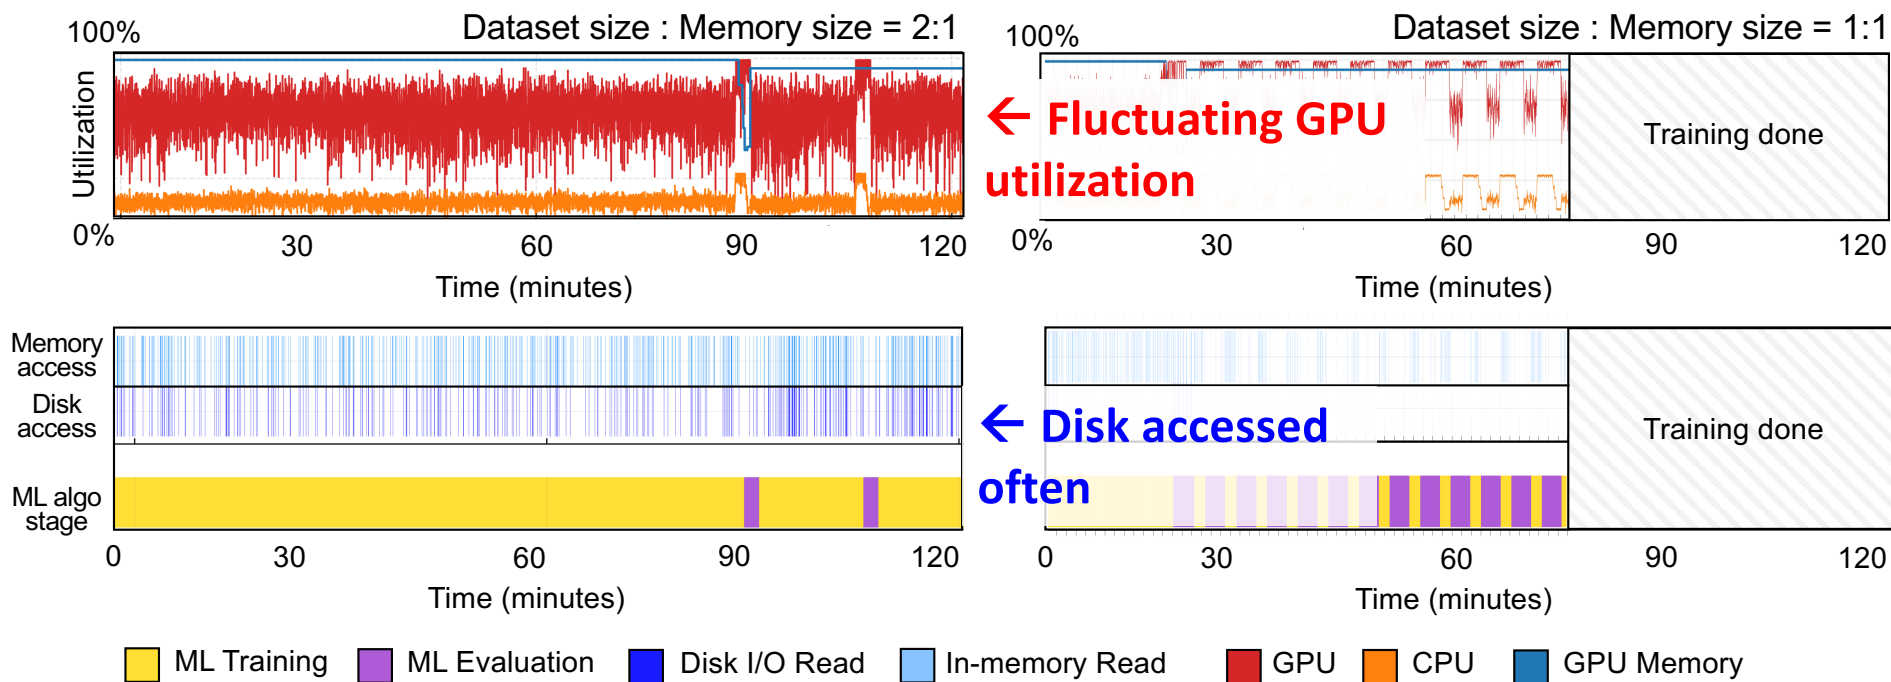 Dataset size : Memory size = 2:1
100%
Utilization
0%
30 60 90 120
Time (minutes)
Dataset size : Memory size = 1:1
100%
← Fluctuating GPU
utilization
Training done
0%
30 60 90 120
Time (minutes)
Memory
access
Disk
access
ML algo
stage
0 30 60 90 120
Time (minutes)
← Disk accessed
often
Training done
0 30 60 90 120
Time (minutes)
ML Training ML Evaluation Disk I/O Read In-memory Read GPU CPU GPU Memory